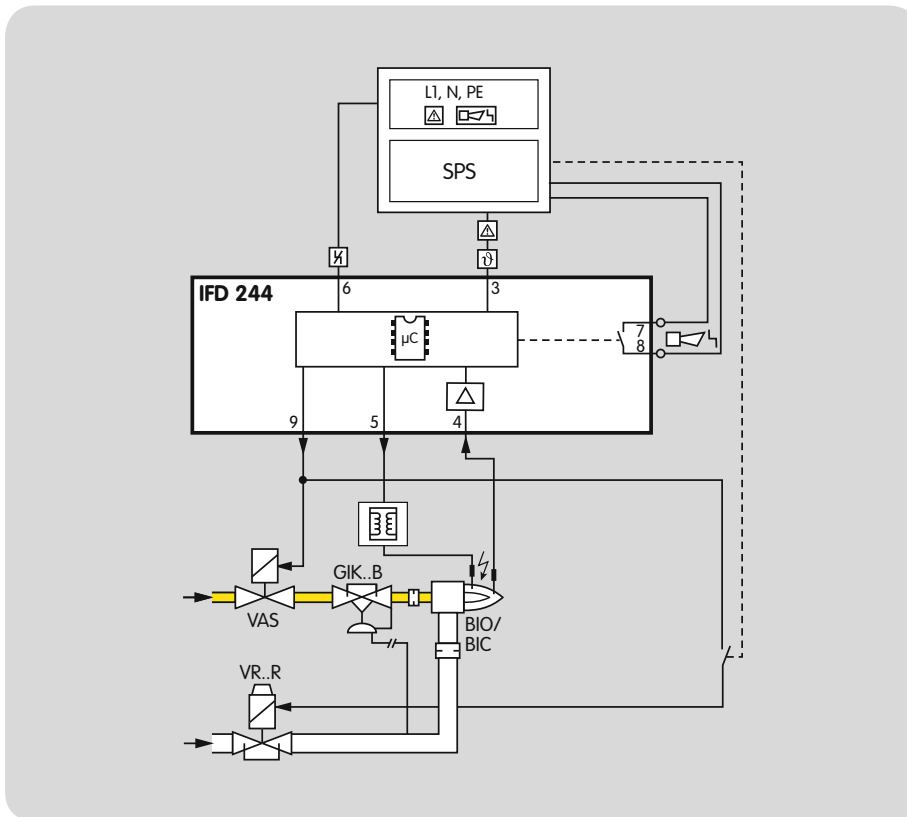 L1, N, PE
SPS
IFD 244
6
3
µC
7
8
9
5
4
GIK..B
VAS
BIO/
BIC
VR..R